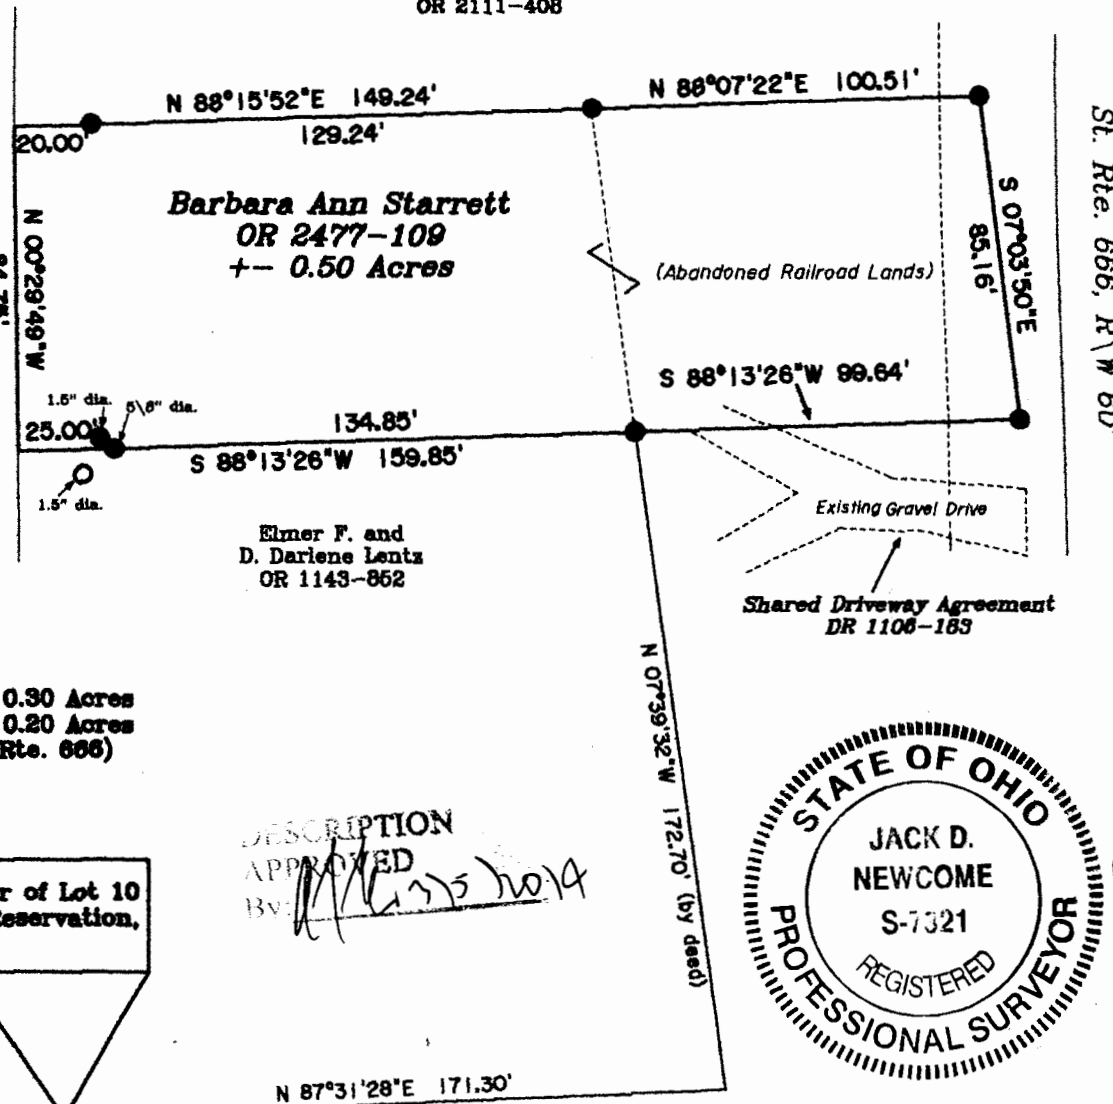 OR 2111-408
N 88°15'52"E 149.24'
N 88°07'22"E 100.51'
20.00'
129.24'
Barbara Ann Starrett
OR 2477-109
+- 0.50 Acres
N 00°29'49"W
(Abandoned Railroad Lands)
S 07°03'50"E
85.16'
St. Rte. 666, R\W 60'
S 88°13'26"W 99.64'
1.5" dia.
5\8" dia.
25.00'
134.85'
S 88°13'26"W 159.85'
1.5" dia.
Elmer F. and
D. Darlene Lentz
OR 1143-852
Existing Gravel Drive
Shared Driveway Agreement
DR 1106-163
N 07°39'32"W 172.70' (by deed)
0.30 Acres
0.20 Acres
Rte. 666)
DESCRIPTION
APPROVED
By:
r of Lot 10
Reservation,
STATE OF OHIO
JACK D.
NEWCOME
S-7321
REGISTERED
PROFESSIONAL SURVEYOR
N 87°31'28"E 171.30'